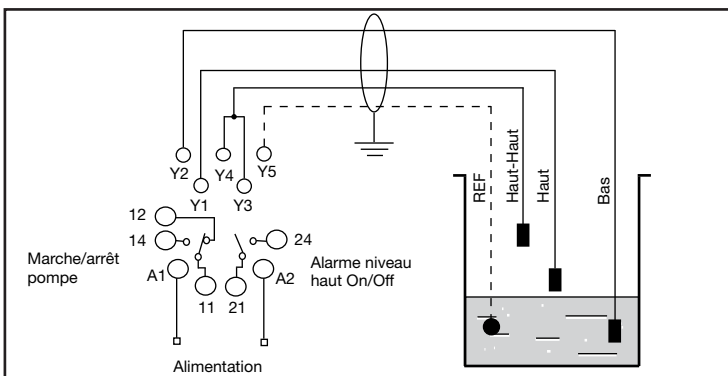 Y2
Y4
Y5
Y1
Y3
REF
Haut-Haut
Haut
Bas
12
14
24
Marche/arrêt
pompe
A1
11
21
A2
Alarme niveau
haut On/Off
Alimentation